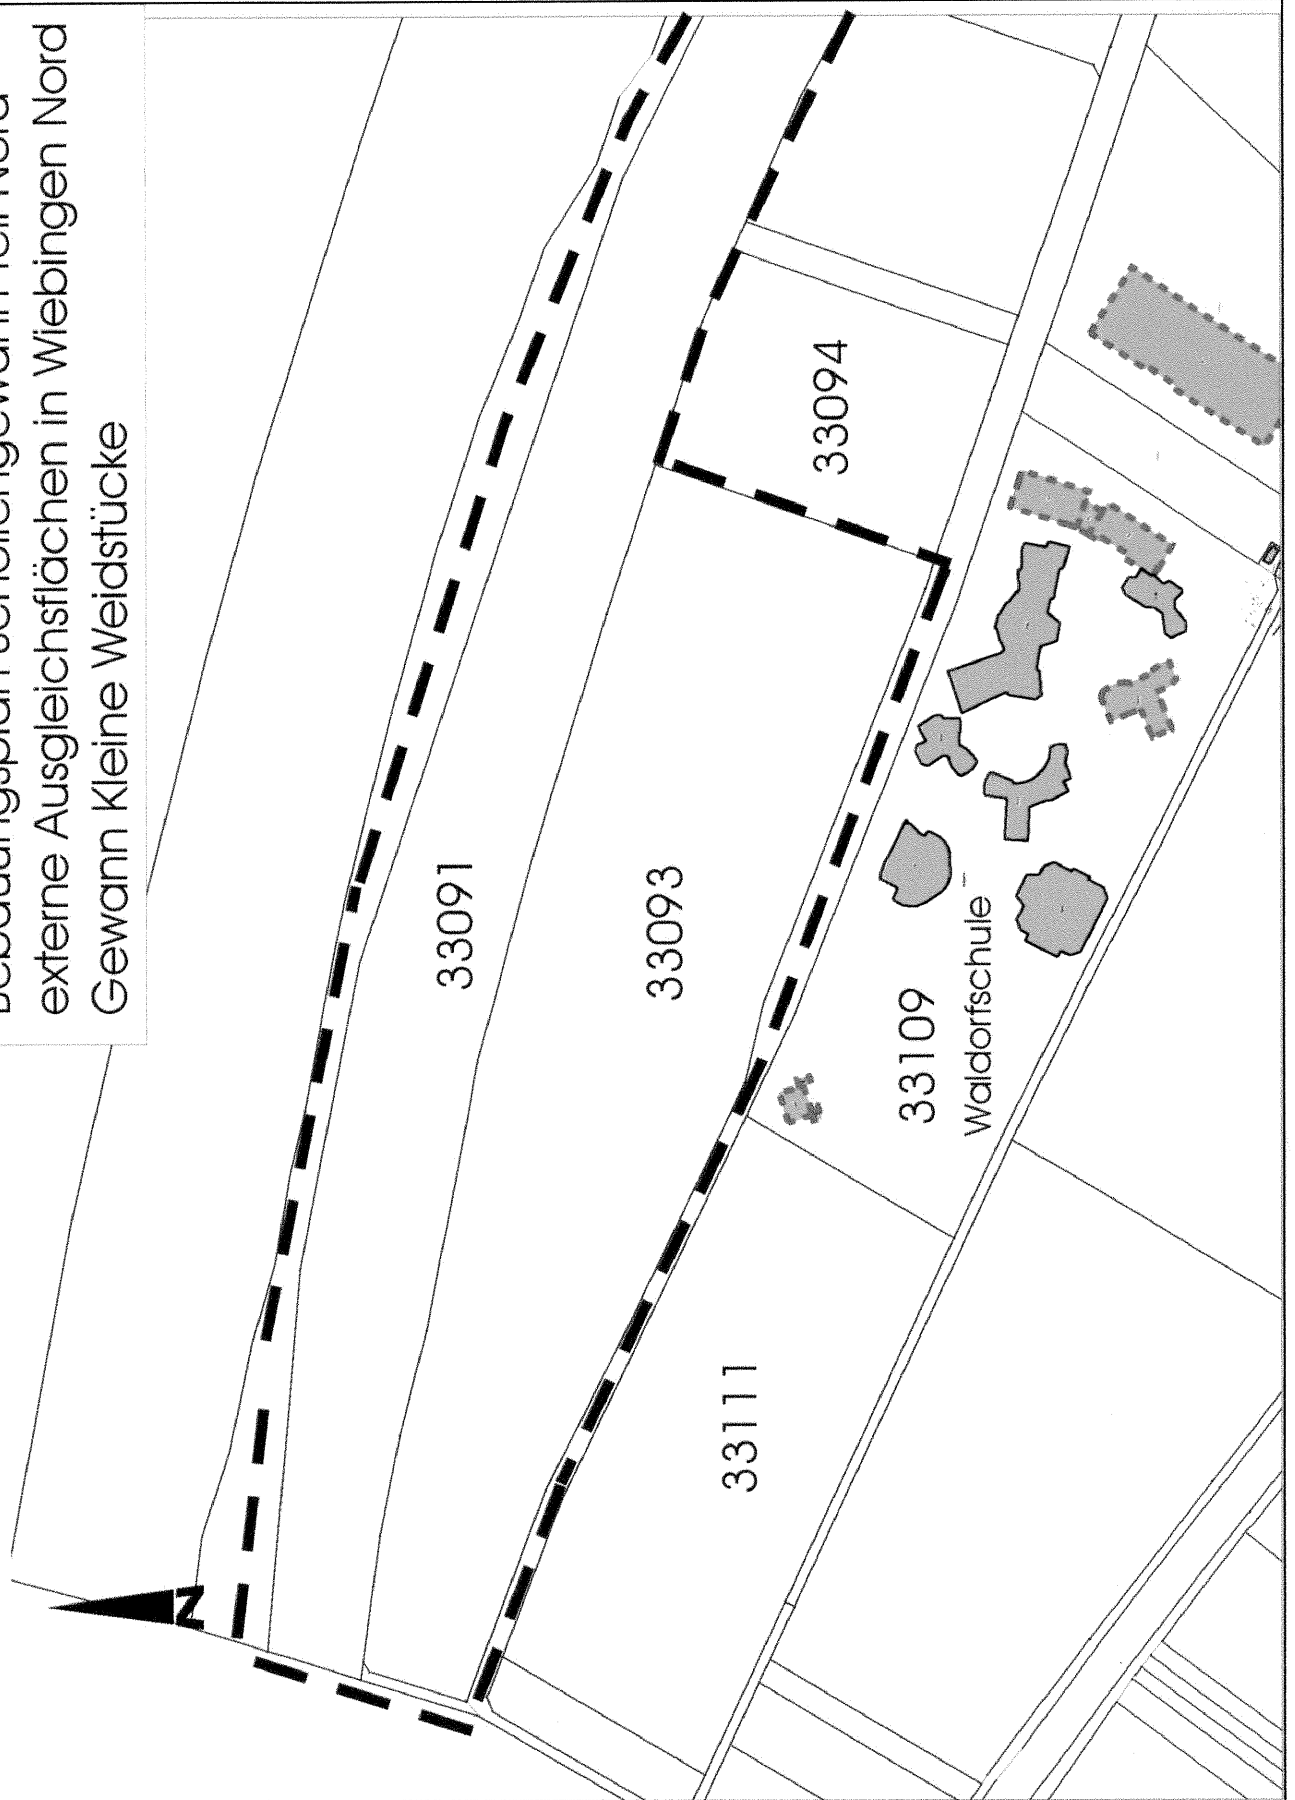 externe Ausgleichsflächen in Wiebingen Nord
Gewann Kleine Weidstücke
N
33091
33093
33094
33109
Waldorfschule
33111